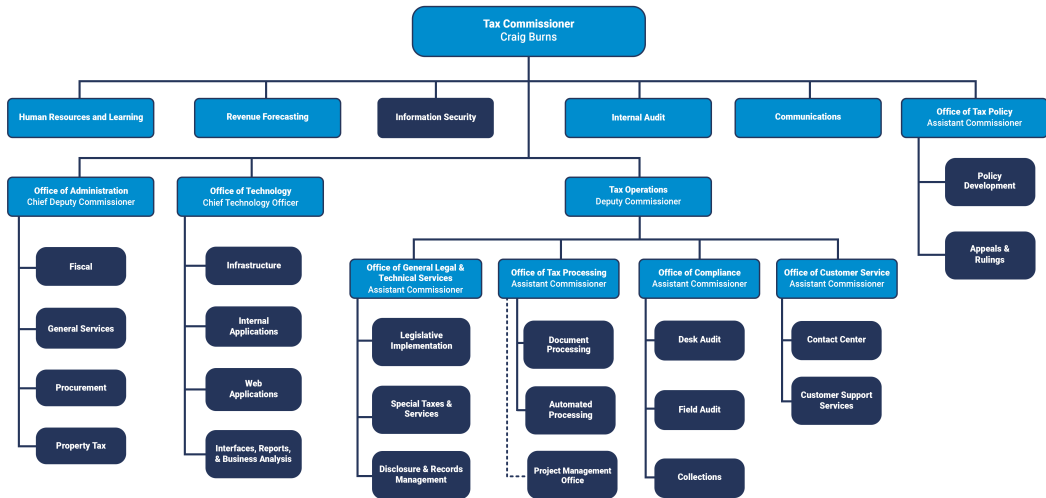 Tax Commissioner
Craig Burns
Human Resources and Learning
Revenue Forecasting
Information Security
Internal Audit
Communications
Office of Tax Policy
Assistant Commissioner
Policy
Development
Appeals &
Rulings
Office of Administration
Chief Deputy Commissioner
Fiscal
General Services
Procurement
Property Tax
Office of Technology
Chief Technology Officer
Infrastructure
Internal
Applications
Web
Applications
Interfaces, Reports,
& Business Analysis
Tax Operations
Deputy Commissioner
Office of General Legal &
Technical Services
Assistant Commissioner
Legislative
Implementation
Special Taxes &
Services
Disclosure & Records
Management
Office of Tax Processing
Assistant Commissioner
Document
Processing
Automated
Processing
Project Management
Office
Office of Compliance
Assistant Commissioner
Desk Audit
Field Audit
Collections
Office of Customer Service
Assistant Commissioner
Contact Center
Customer Support
Services